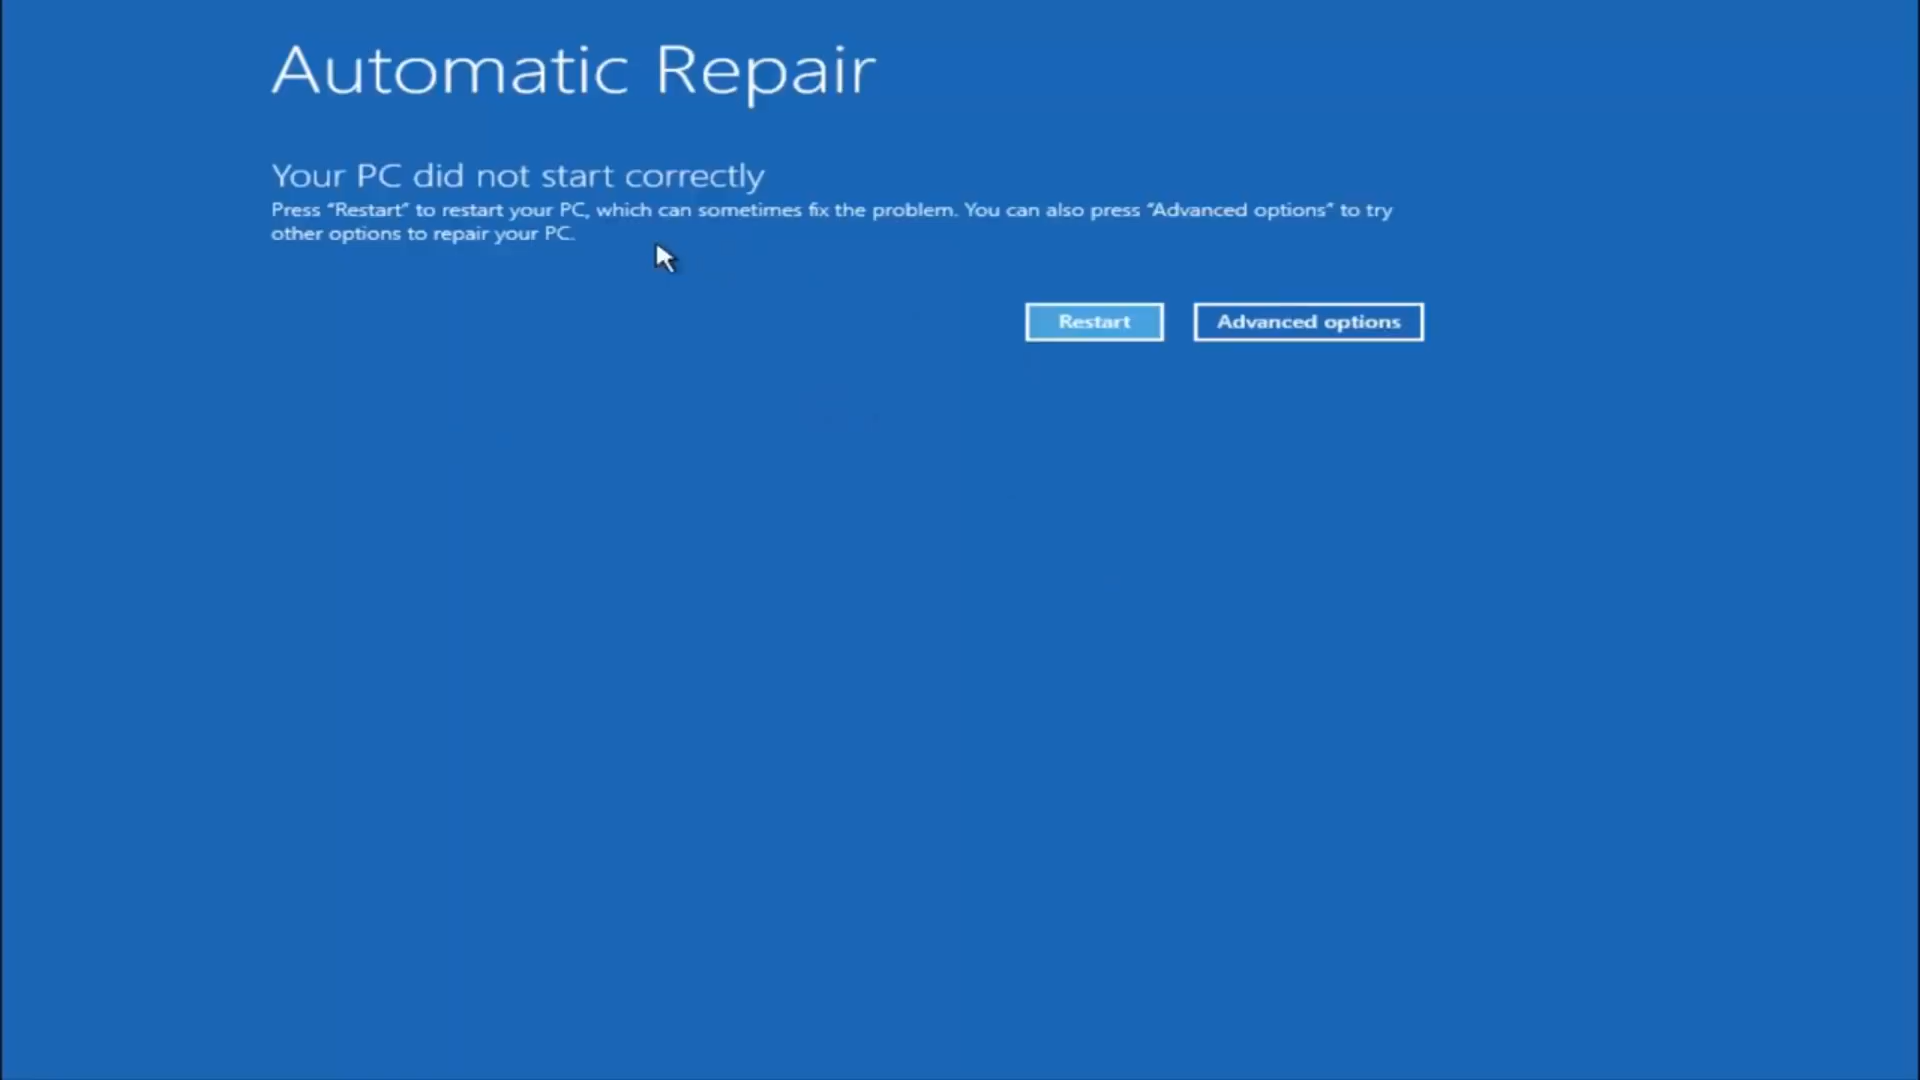 Automatic Repair
Your PC did not start correctly
Press “Restart” to restart your PC, which can sometimes fix the problem. You can also press “Advanced options” to try
other options to repair your PC.
Restart
Advanced options